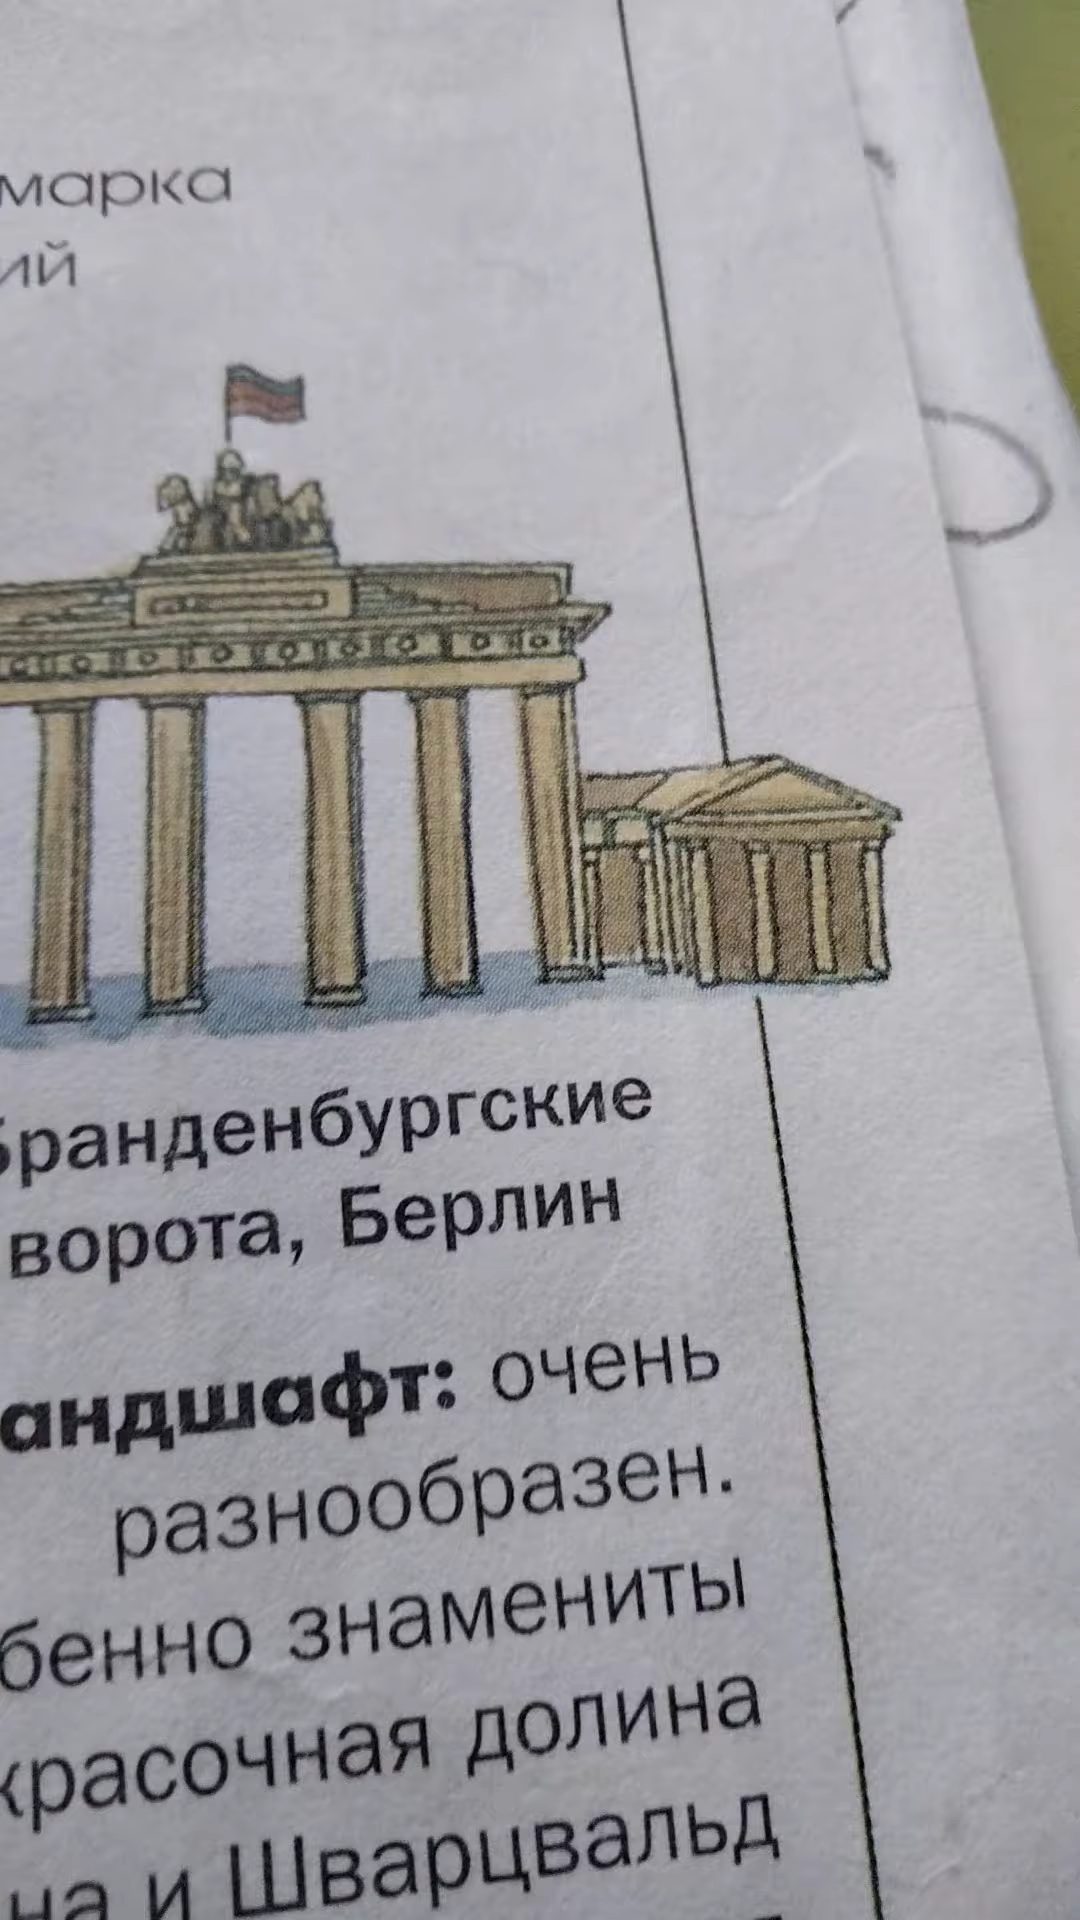 марка
ий
бранденбургские
ворота, Берлин
андшафт: очень
разнообразен.
бенно знамениты
красочная долина
на и Шварцвальд